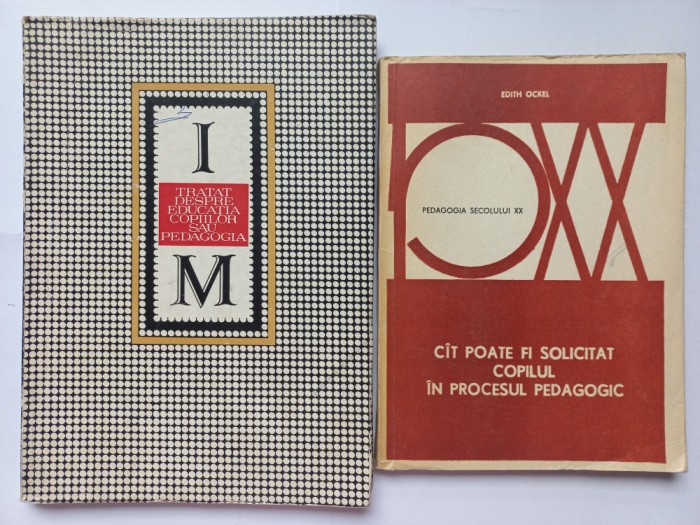 I
TRATAT
DESPRE
EDUCAȚIA
COPIILOR
SAU
PEDAGOGIA
M
EDITH OCKEL
PXX
PEDAGOGIA SECOLULUI XX
CÎT POATE FI SOLICITAT
COPILUL
ÎN PROCESUL PEDAGOGIC